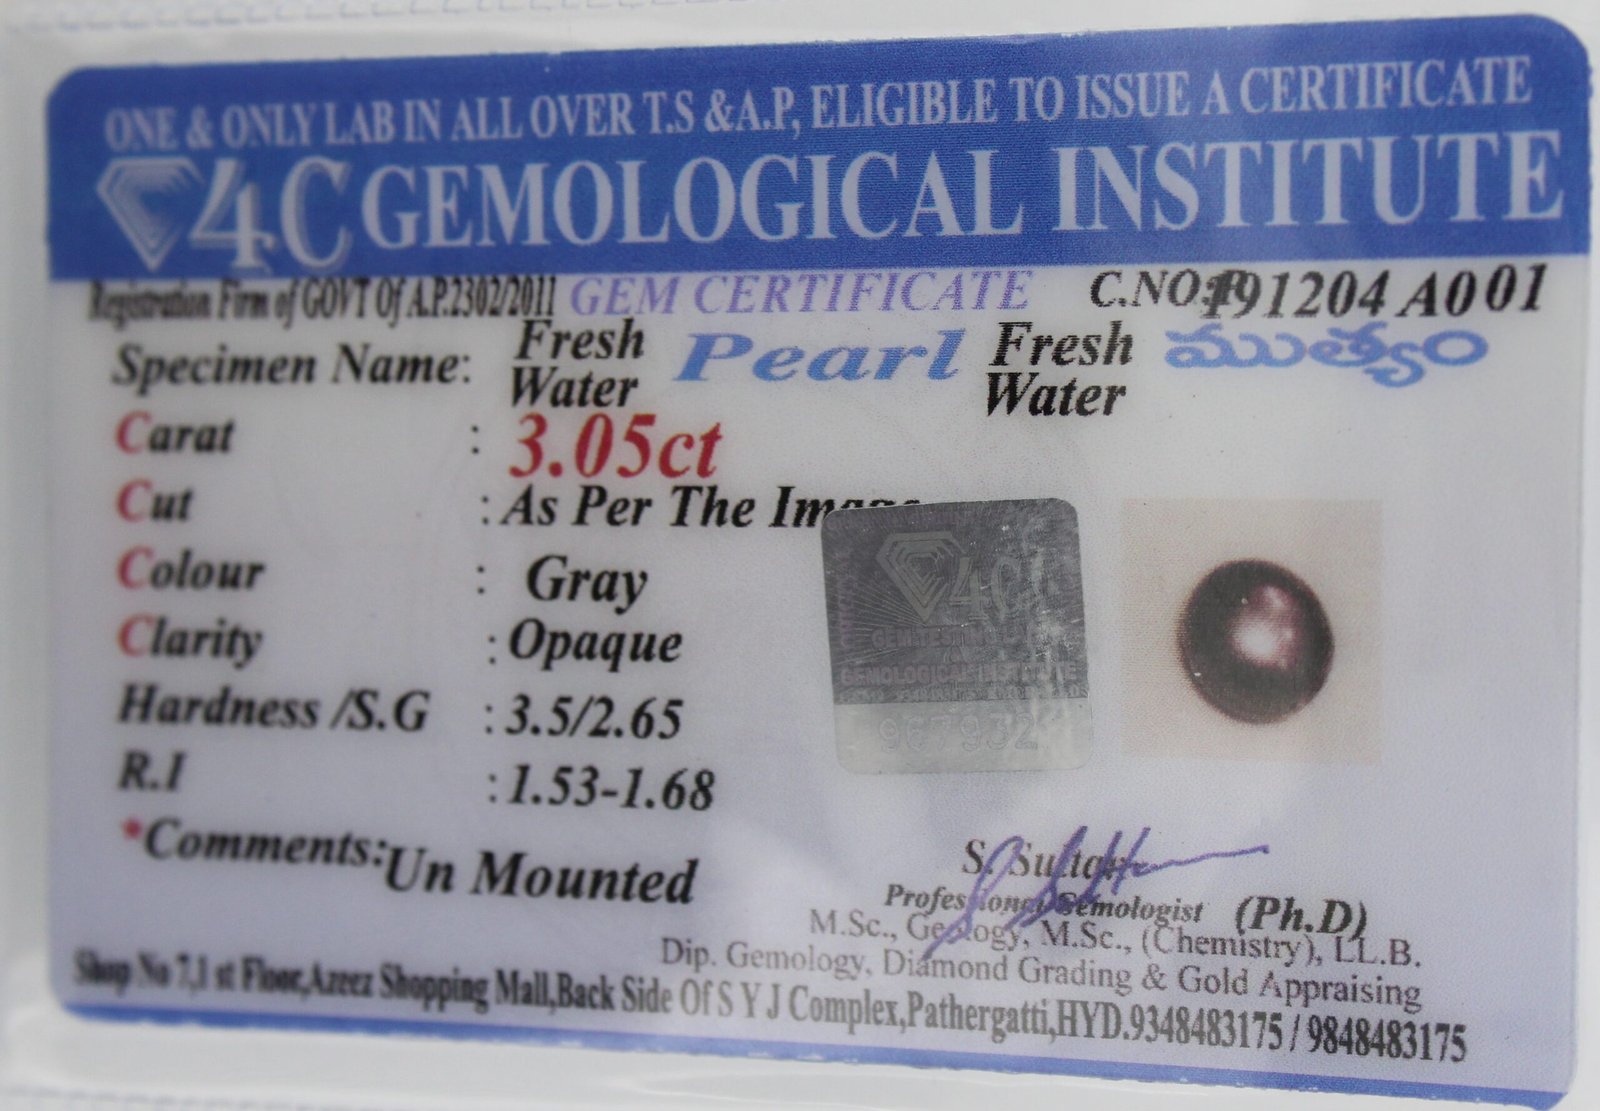 ONE & ONLY LAB IN ALL OVER T.S &A.P, ELIGIBLE TO ISSUE A CERTIFICATE
4C GEMOLOGICAL INSTITUTE
Registration Firm of GOVT Of A.P.2302/2011 GEM CERTIFICATE C.NO: 191204 A001
Specimen Name: Fresh Water Pearl Fresh Water ముత్యం
Carat : 3.05ct
Cut : As Per The Image
Colour : Gray
Clarity : Opaque
Hardness /S.G : 3.5/2.65
R.I : 1.53-1.68
*Comments: Un Mounted
GEMOLOGICAL INSTITUTE
967932
S. Sultan
Professional Gemologist (Ph.D)
M.Sc., Geology, M.Sc., (Chemistry), LL.B.
Dip. Gemology, Diamond Grading & Gold Appraising
Shop No 7,1 st Floor,Azeez Shopping Mall,Back Side Of S Y J Complex,Pathergatti,HYD.9348483175 / 9848483175